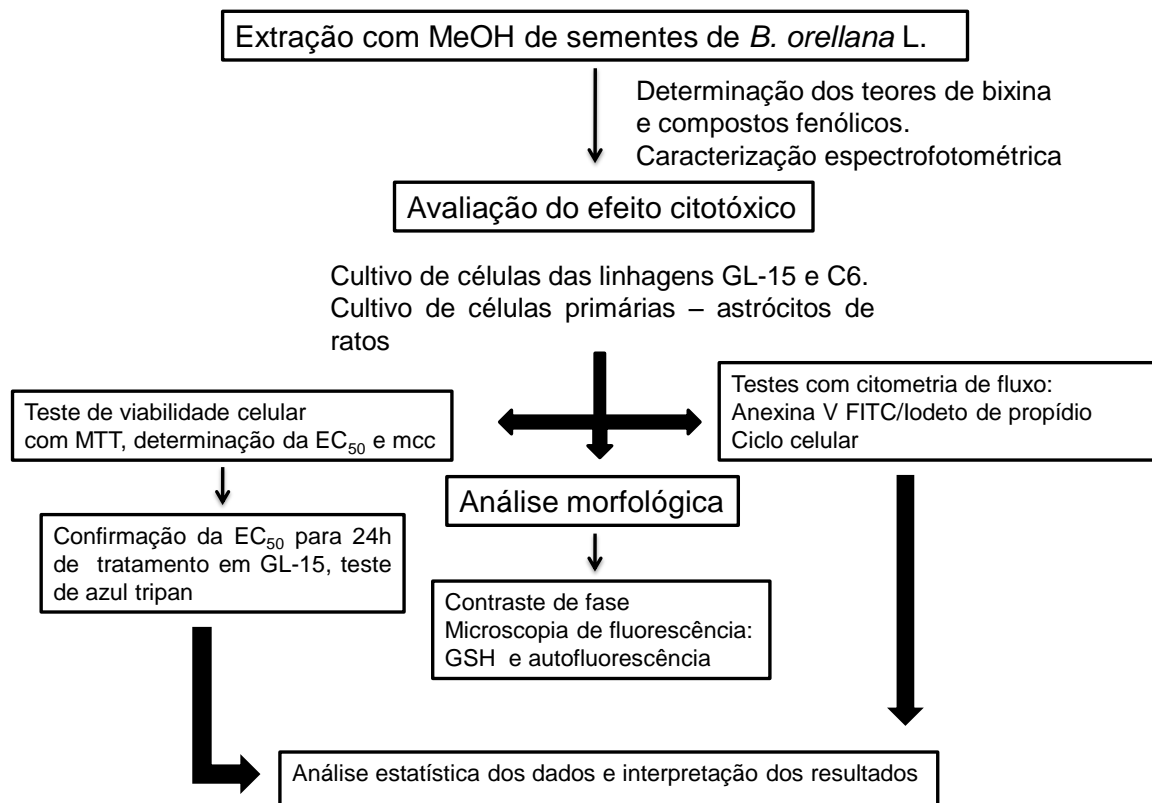 Extração com MeOH de sementes de B. orellana L.
Determinação dos teores de bixina
e compostos fenólicos.
Caracterização espectrofotométrica
Avaliação do efeito citotóxico
Cultivo de células das linhagens GL-15 e C6.
Cultivo de células primárias – astrócitos de
ratos
Teste de viabilidade celular
com MTT, determinação da EC50 e mcc
Testes com citometria de fluxo:
Anexina V FITC/Iodeto de propídio
Ciclo celular
Análise morfológica
Confirmação da EC50 para 24h
de tratamento em GL-15, teste
de azul tripan
Contraste de fase
Microscopia de fluorescência:
GSH e autofluorescência
Análise estatística dos dados e interpretação dos resultados